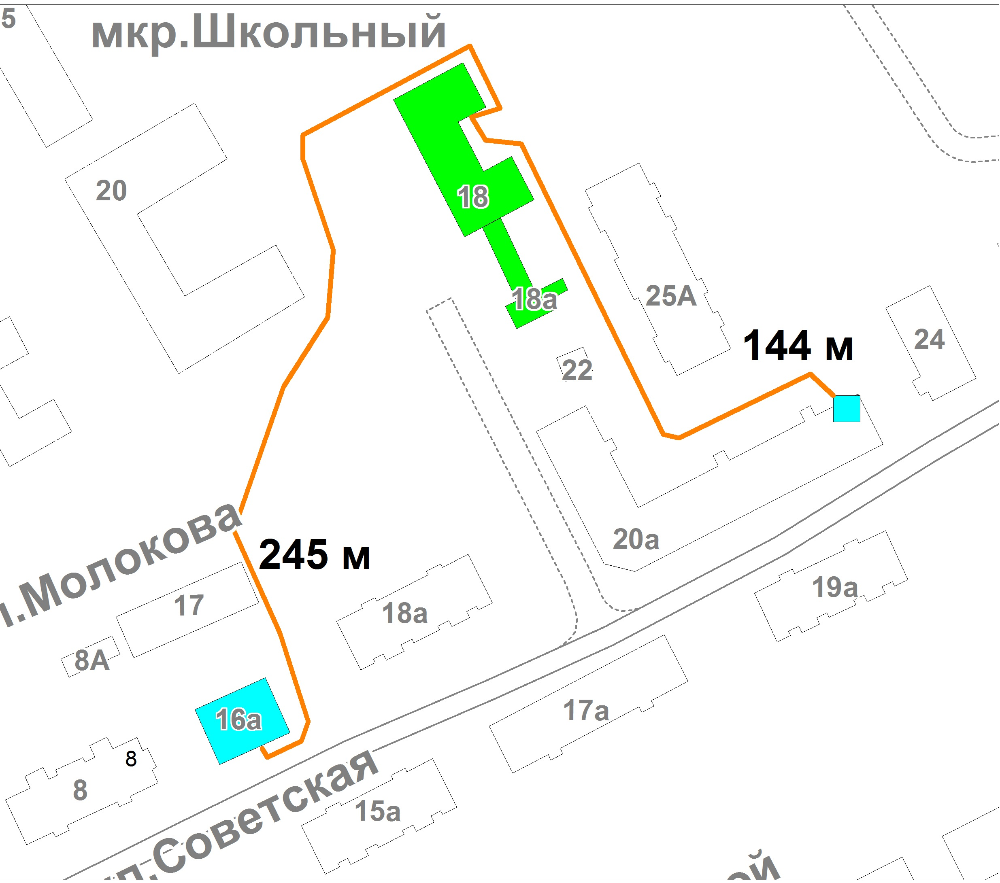 5
мкр.Школьный
20
18
18а
25А
24
144 м
22
20а
л.Молокова
245 м
17
18а
19а
8А
16а
17а
8
8
15а
ул.Советская
ой